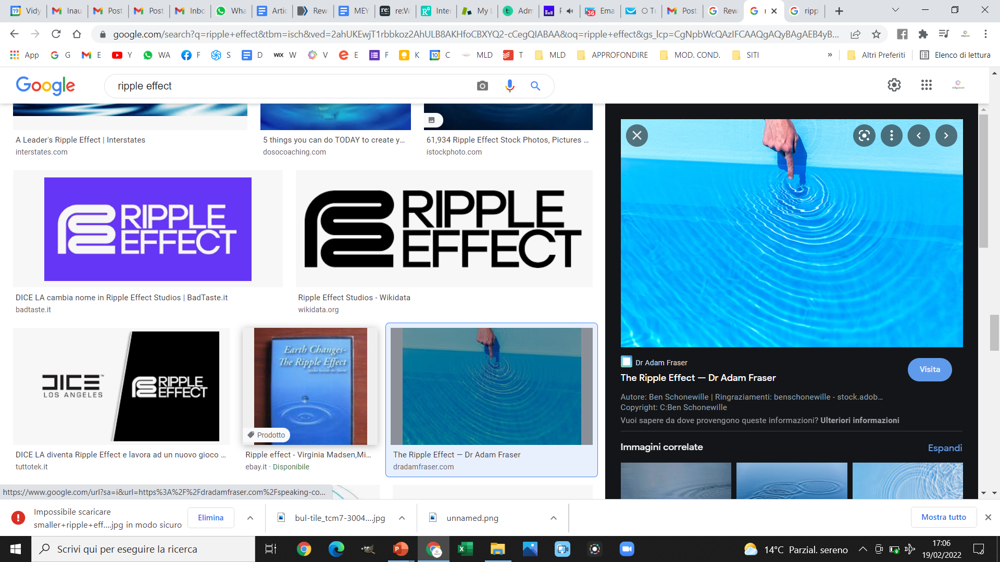 Vidy
Inau
Post
Post
Inbo
Wha
Artic
Rew
MEY
re:W
Inter
My L
Adm
Ema
O Tu
Post
Rew
ripp
google.com/search?q=ripple+effect&tbm=isch&ved=2ahUKEwjT1rbbkoz2AhULB8AKHfoCBXYQ2-cCegQIABAA&oq=ripple+effect&gs_lcp=CgNpbWcQAzIFCAAQgAQyBAgAEB4yB...
App G E Y WA F S D W V E F K C MLD T MLD APPROFONDIRE MOD. COND. SITI » Altri Preferiti Elenco di lettura
Google
ripple effect
A Leader's Ripple Effect | Interstates
interstates.com
5 things you can do TODAY to create y...
dosocoaching.com
61,934 Ripple Effect Stock Photos, Pictures ...
istockphoto.com
RIPPLE
EFFECT
DICE LA cambia nome in Ripple Effect Studios | BadTaste.it
badtaste.it
RIPPLE
EFFECT
Ripple Effect Studios - Wikidata
wikidata.org
DICE™
LOS ANGELES
RIPPLE
EFFECT
DICE LA diventa Ripple Effect e lavora ad un nuovo gioco ...
tuttotek.it
Earth Changes-
The Ripple Effect
Prodotto
Ripple effect - Virginia Madsen,Mi...
ebay.it · Disponibile
The Ripple Effect — Dr Adam Fraser
dradamfraser.com
Dr Adam Fraser
The Ripple Effect — Dr Adam Fraser
Visita
Autore: Ben Schonewille | Ringraziamenti: benschonewille - stock.adob...
Copyright: C:Ben Schonewille
Vuoi sapere da dove provengono queste informazioni? Ulteriori informazioni
Immagini correlate
Espandi
https://www.google.com/url?sa=i&url=https%3A%2F%2Fdradamfraser.com%2Fspeaking-co...
Impossibile scaricare
smaller+ripple+eff....jpg in modo sicuro
Elimina
bul-tile_tcm7-3004....jpg
unnamed.png
Mostra tutto
Scrivi qui per eseguire la ricerca
14°C Parzial. sereno
17:06
19/02/2022